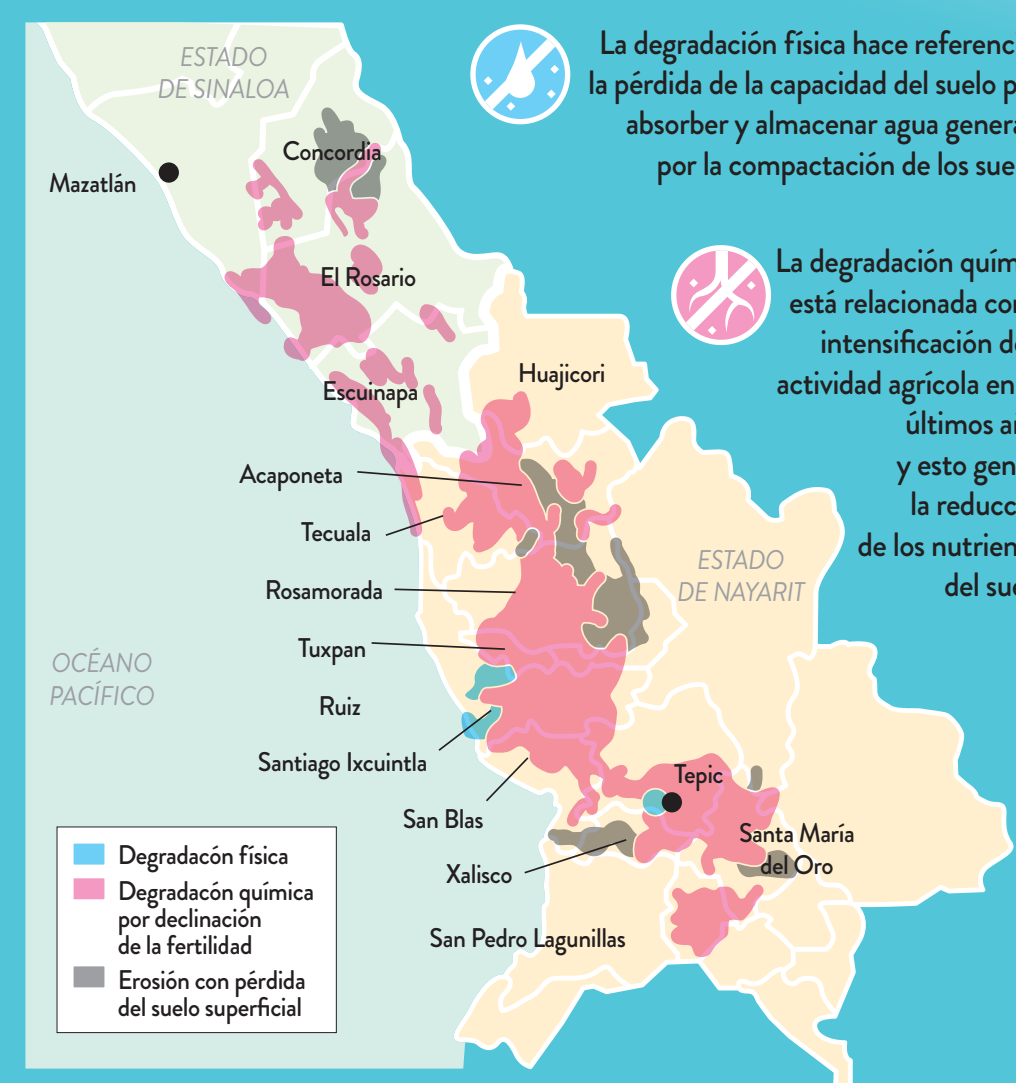 La degradación física hace referenc
la pérdida de la capacidad del suelo p
absorber y almacenar agua genera
por la compactación de los sue
La degradación quím
está relacionada con
intensificación de
actividad agrícola en
últimos añ
y esto gen
la reducc
de los nutrien
del sue
ESTADO
DE SINALOA
Concordia
Mazatlán
El Rosario
Huajicori
Escuinapa
Acaponeta
Tecuala
ESTADO
DE NAYARIT
Rosamorada
Tuxpan
OCÉANO
PACÍFICO
Ruiz
Santiago Ixcuintla
Tepic
San Blas
Santa María
del Oro
Xalisco
San Pedro Lagunillas
Degradacón física
Degradacón química
por declinación
de la fertilidad
Erosión con pérdida
del suelo superficial